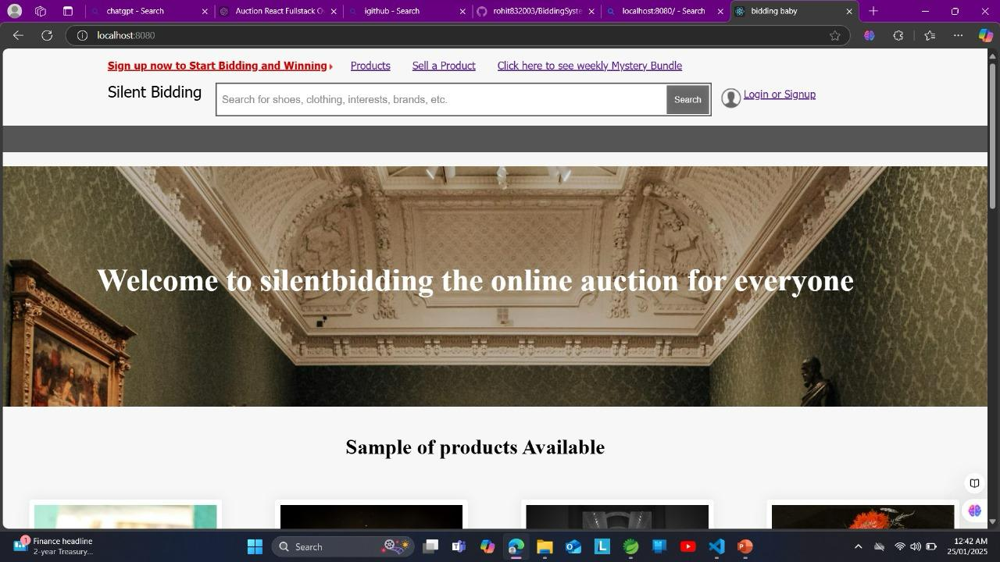 chatgpt - Search
Auction React Fullstack O
igithub - Search
rohit832003/BiddingSyste
localhost:8080/ - Search
bidding baby
localhost:8080
Sign up now to Start Bidding and Winning
Products
Sell a Product
Click here to see weekly Mystery Bundle
Silent Bidding
Search for shoes, clothing, interests, brands, etc.
Search
Login or Signup
Welcome to silentbidding the online auction for everyone
Sample of products Available
1
Finance headline
2-year Treasury...
Search
12:42 AM
25/01/2025